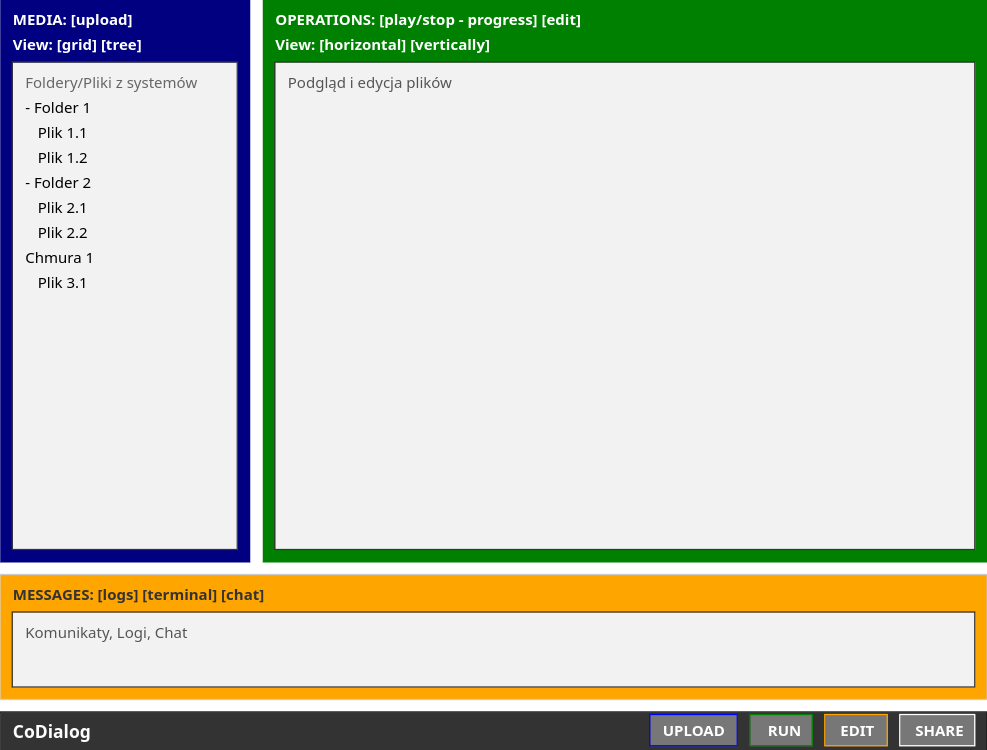 MEDIA: [upload]
View: [grid] [tree]
Foldery/Pliki z systemów
- Folder 1
Plik 1.1
Plik 1.2
- Folder 2
Plik 2.1
Plik 2.2
Chmura 1
Plik 3.1
OPERATIONS: [play/stop - progress] [edit]
View: [horizontal] [vertically]
Podgląd i edycja plików
MESSAGES: [logs] [terminal] [chat]
Komunikaty, Logi, Chat
CoDialog
UPLOAD
RUN
EDIT
SHARE